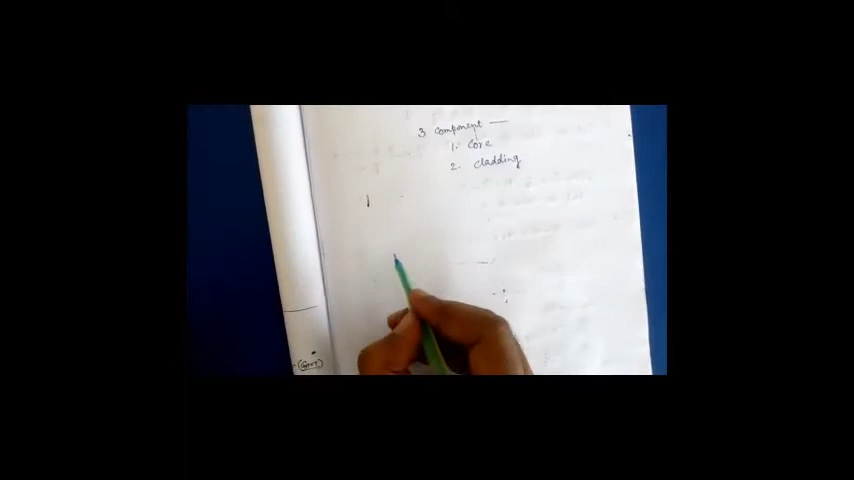 3 Component —
1. Core
2. Cladding